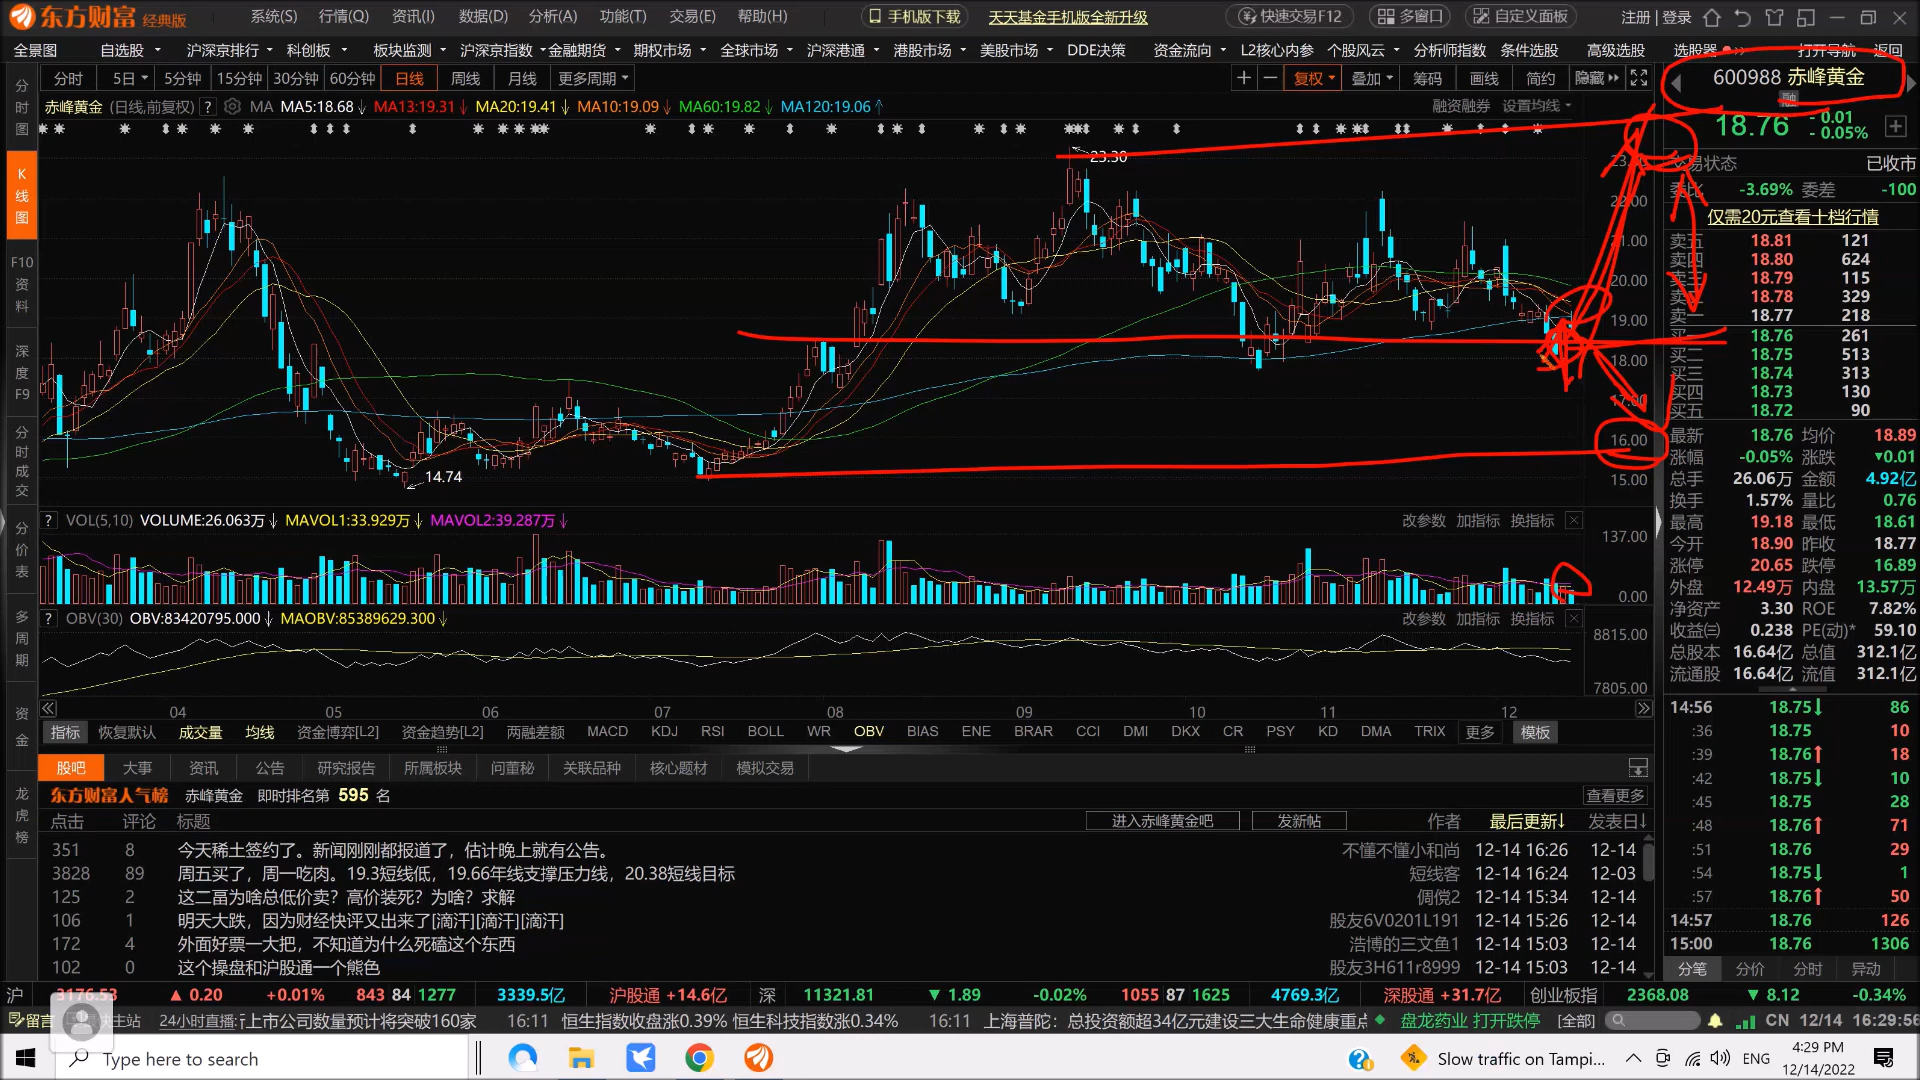 东方财富 经典版 系统(S) 行情(Q) 资讯(I) 数据(D) 分析(A) 功能(T) 交易(E) 帮助(H) 手机版下载 天天基金手机版全新升级 快速交易F12 多窗口 自定义面板 注册 | 登录
全景图 自选股 沪深京排行 科创板 板块监测 沪深京指数 金融期货 期权市场 全球市场 沪深港通 港股市场 美股市场 DDE决策 资金流向 L2核心内参 个股风云 分析师指数 条件选股 高级选股 选股器 打开导航 返回
分时 5日 5分钟 15分钟 30分钟 60分钟 日线 周线 月线 更多周期 复权 叠加 筹码 画线 简约 隐藏
600988 赤峰黄金
融
赤峰黄金 (日线,前复权) ? MA MA5:18.68↓ MA13:19.31↓ MA20:19.41↓ MA10:19.09↓ MA60:19.82↓ MA120:19.06↑ 融资融券 设置均线
分时图
K线图
F10资料
深度F9
分时成交
分价表
多周期
资金
龙虎榜
23.30
14.74
22.00
21.00
20.00
19.00
18.00
17.00
16.00
15.00
? VOL(5,10) VOLUME:26.063万↓ MAVOL1:33.929万↓ MAVOL2:39.287万↓ 改参数 加指标 换指标
137.00
0.00
? OBV(30) OBV:83420795.000↓ MAOBV:85389629.300↓ 改参数 加指标 换指标
8815.00
7805.00
04 05 06 07 08 09 10 11 12
指标 恢复默认 成交量 均线 资金博弈[L2] 资金趋势[L2] 两融差额 MACD KDJ RSI BOLL WR OBV BIAS ENE BRAR CCI DMI DKX CR PSY KD DMA TRIX 更多 模板
18.76 -0.01 -0.05%
交易状态 已收市
委比 -3.69% 委差 -100
仅需20元查看十档行情
卖五 18.81 121
卖四 18.80 624
卖三 18.79 115
卖二 18.78 329
卖一 18.77 218
买一 18.76 261
买二 18.75 513
买三 18.74 313
买四 18.73 130
买五 18.72 90
最新 18.76 均价 18.89
涨幅 -0.05% 涨跌 ▼0.01
总手 26.06万 金额 4.92亿
换手 1.57% 量比 0.76
最高 19.18 最低 18.61
今开 18.90 昨收 18.77
涨停 20.65 跌停 16.89
外盘 12.49万 内盘 13.57万
净资产 3.30 ROE 7.82%
收益㈢ 0.238 PE(动)* 59.10
总股本 16.64亿 总值 312.1亿
流通股 16.64亿 流值 312.1亿
14:56 18.75↓ 86
:36 18.75 10
:39 18.76↑ 18
:42 18.75↓ 10
:45 18.75 28
:48 18.76↑ 71
:51 18.76 29
:54 18.75↓ 1
:57 18.76↑ 50
14:57 18.76 126
15:00 18.76 1306
分笔 分价 分时 异动
股吧 大事 资讯 公告 研究报告 所属板块 问董秘 关联品种 核心题材 模拟交易
东方财富人气榜 赤峰黄金 即时排名第 595 名 查看更多
点击 评论 标题 进入赤峰黄金吧 发新帖 作者 最后更新↓ 发表日↓
351 8 今天稀土签约了。新闻刚刚都报道了，估计晚上就有公告。 不懂不懂小和尚 12-14 16:26 12-14
3828 89 周五买了，周一吃肉。19.3短线低，19.66年线支撑压力线，20.38短线目标 短线客 12-14 16:24 12-03
125 2 这二畐为啥总低价卖？高价装死？为啥？求解 倜傥2 12-14 15:34 12-14
106 1 明天大跌，因为财经快评又出来了[滴汗][滴汗][滴汗] 股友6V0201L191 12-14 15:26 12-14
172 4 外面好票一大把，不知道为什么死磕这个东西 浩博的三文鱼1 12-14 15:03 12-14
102 0 这个操盘和沪股通一个熊色 股友3H611r8999 12-14 15:03 12-14
沪 3176.53 ▲ 0.20 +0.01% 843 84 1277 3339.5亿 沪股通 +14.6亿 深 11321.81 ▼ 1.89 -0.02% 1055 87 1625 4769.3亿 深股通 +31.7亿 创业板指 2368.08 ▼ 8.12 -0.34%
留言 主站 24小时直播: 行上市公司数量预计将突破160家 16:11 恒生指数收盘涨0.39% 恒生科技指数涨0.34% 16:11 上海普陀：总投资额超34亿元建设三大生命健康重点 盘龙药业 打开跌停 [全部] CN 12/14 16:29:56
Type here to search Slow traffic on Tampi... ENG 4:29 PM
12/14/2022